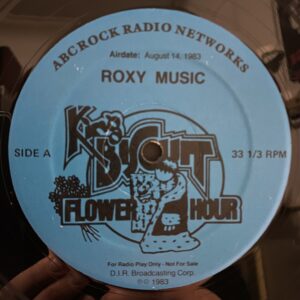 ABC ROCK RADIO NETWORKS
Airdate: August 14, 1983
ROXY MUSIC
King
BISCUIT
SIDE A
33 1/3 RPM
FLOWER HOUR
For Radio Play Only - Not For Sale
D.I.R. Broadcasting Corp.
℗ © 1983